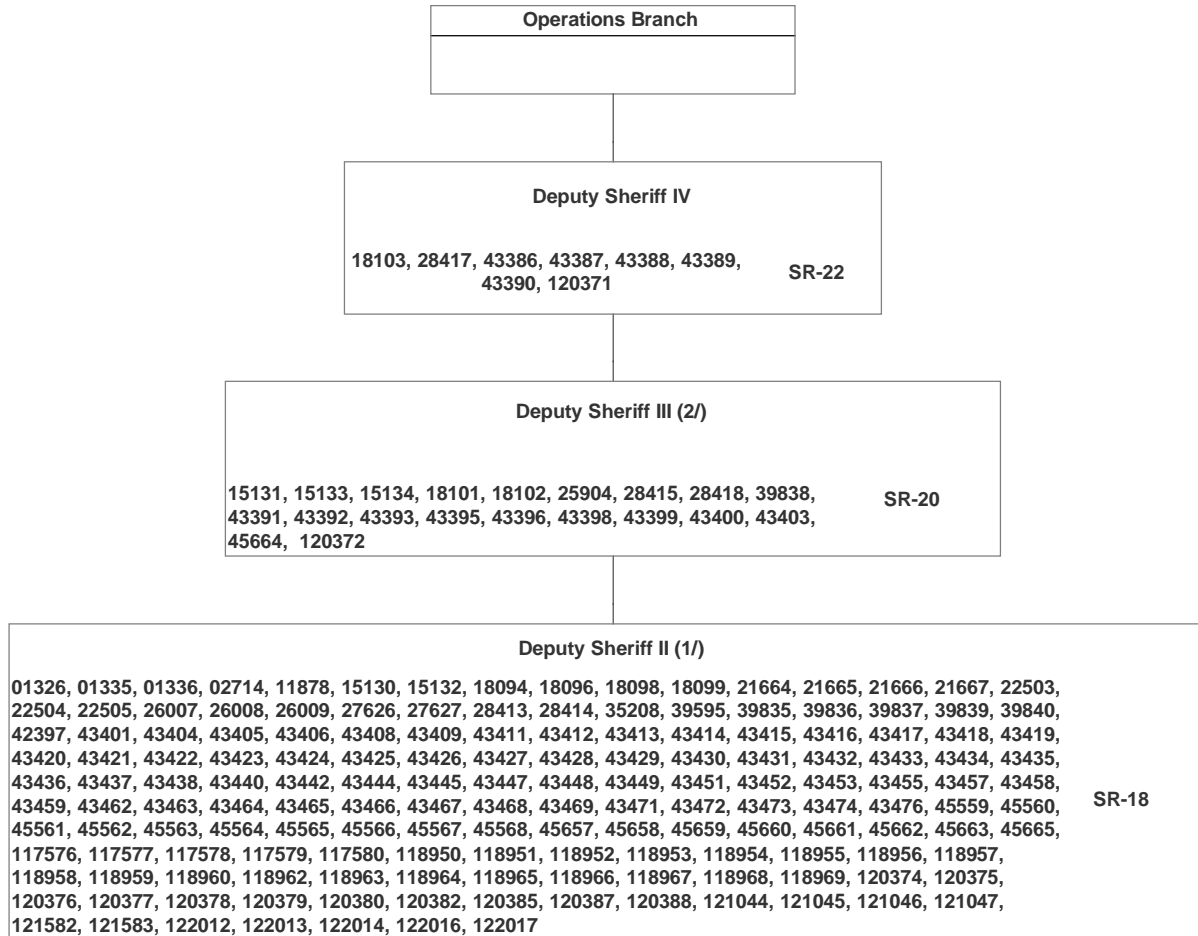 Operations Branch
Deputy Sheriff IV
18103, 28417, 43386, 43387, 43388, 43389,
43390, 120371
SR-22
Deputy Sheriff III (2/)
15131, 15133, 15134, 18101, 18102, 25904, 28415, 28418, 39838,
43391, 43392, 43393, 43395, 43396, 43398, 43399, 43400, 43403,
45664, 120372
SR-20
Deputy Sheriff II (1/)
01326, 01335, 01336, 02714, 11878, 15130, 15132, 18094, 18096, 18098, 18099, 21664, 21665, 21666, 21667, 22503,
22504, 22505, 26007, 26008, 26009, 27626, 27627, 28413, 28414, 35208, 39595, 39835, 39836, 39837, 39839, 39840,
42397, 43401, 43404, 43405, 43406, 43408, 43409, 43411, 43412, 43413, 43414, 43415, 43416, 43417, 43418, 43419,
43420, 43421, 43422, 43423, 43424, 43425, 43426, 43427, 43428, 43429, 43430, 43431, 43432, 43433, 43434, 43435,
43436, 43437, 43438, 43440, 43442, 43444, 43445, 43447, 43448, 43449, 43451, 43452, 43453, 43455, 43457, 43458,
43459, 43462, 43463, 43464, 43465, 43466, 43467, 43468, 43469, 43471, 43472, 43473, 43474, 43476, 45559, 45560,
45561, 45562, 45563, 45564, 45565, 45566, 45567, 45568, 45657, 45658, 45659, 45660, 45661, 45662, 45663, 45665,
117576, 117577, 117578, 117579, 117580, 118950, 118951, 118952, 118953, 118954, 118955, 118956, 118957,
118958, 118959, 118960, 118962, 118963, 118964, 118965, 118966, 118967, 118968, 118969, 120374, 120375,
120376, 120377, 120378, 120379, 120380, 120382, 120385, 120387, 120388, 121044, 121045, 121046, 121047,
121582, 121583, 122012, 122013, 122014, 122016, 122017
SR-18